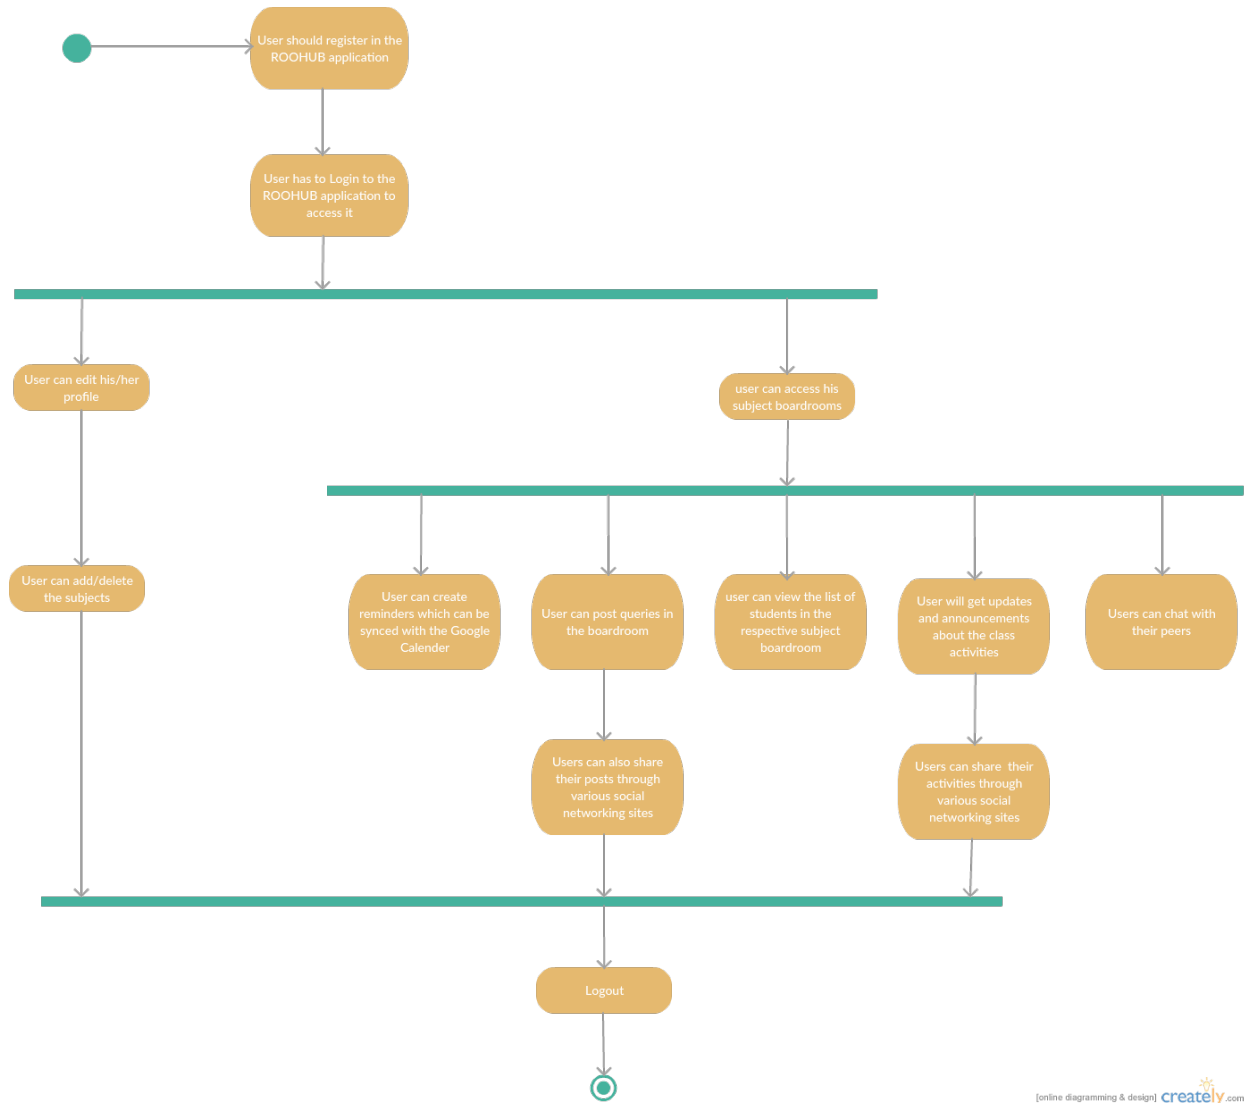 User should register in the
ROOHUB application
User has to Login to the
ROOHUB application to
access it
User can edit his/her
profile
user can access his
subject boardrooms
User can add/delete
the subjects
User can create
reminders which can be
synced with the Google
Calender
User can post queries in
the boardroom
user can view the list of
students in the
respective subject
boardroom
User will get updates
and announcements
about the class
activities
Users can chat with
their peers
Users can also share
their posts through
various social
networking sites
Users can share their
activities through
various social
networking sites
Logout
[online diagramming & design] creately.com